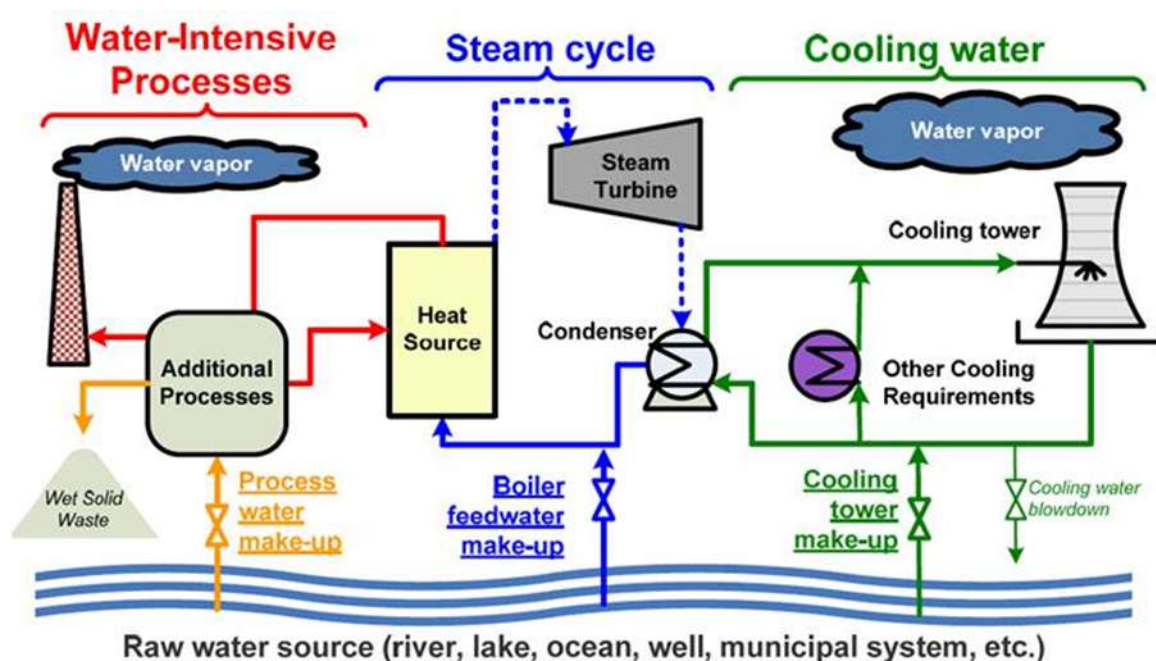 Water-Intensive
Processes
Steam cycle
Cooling water
Water vapor
Water vapor
Steam
Turbine
Cooling tower
Heat
Source
Condenser
Additional
Processes
Other Cooling
Requirements
Wet Solid
Waste
Process
water
make-up
Boiler
feedwater
make-up
Cooling
tower
make-up
Cooling water
blowdown
Raw water source (river, lake, ocean, well, municipal system, etc.)